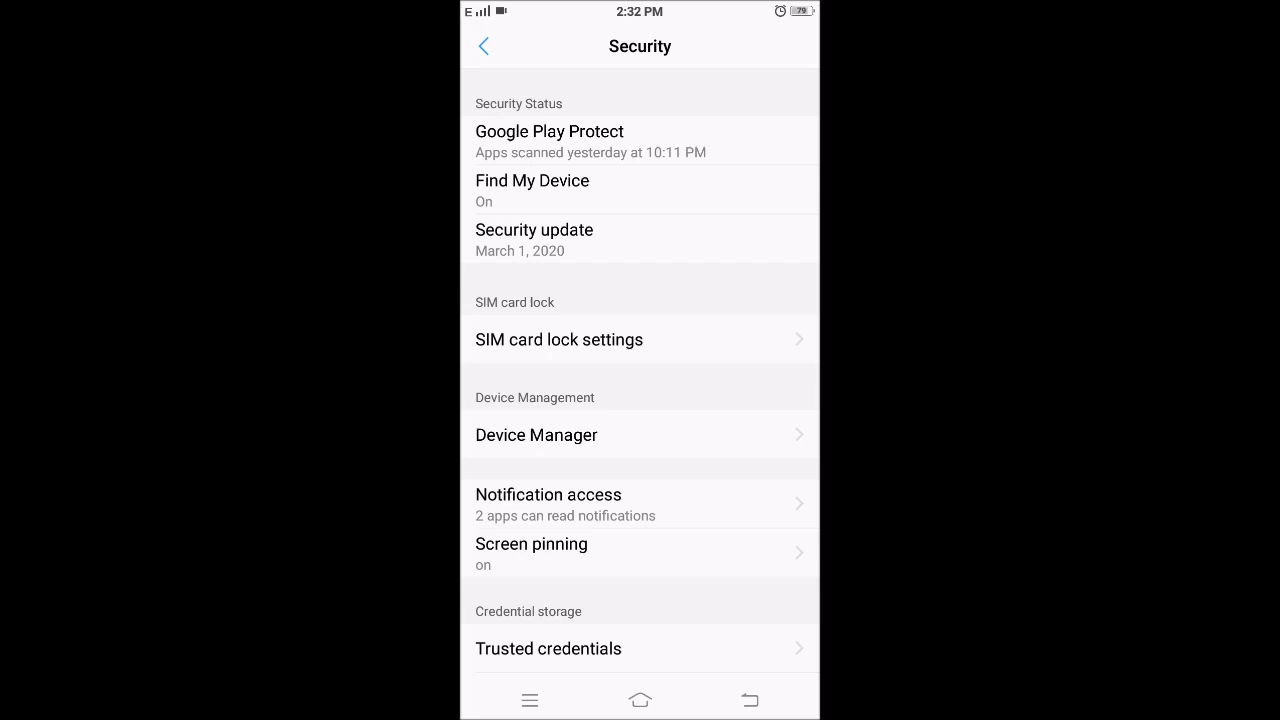 E 2:32 PM 79
Security
Security Status
Google Play Protect
Apps scanned yesterday at 10:11 PM
Find My Device
On
Security update
March 1, 2020
SIM card lock
SIM card lock settings
Device Management
Device Manager
Notification access
2 apps can read notifications
Screen pinning
on
Credential storage
Trusted credentials